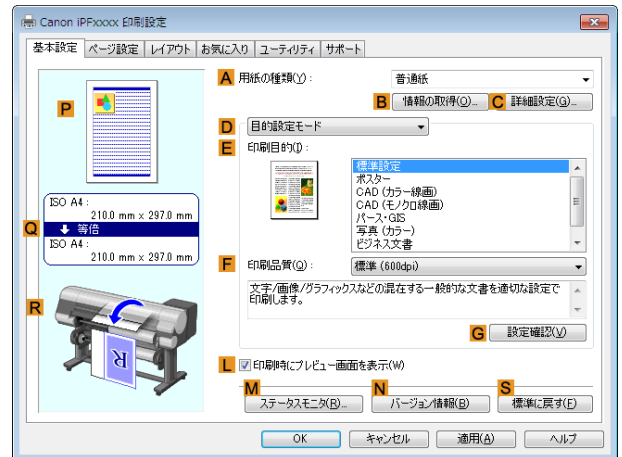 Canon iPFxxxx 印刷設定
基本設定 ページ設定 レイアウト お気に入り ユーティリティ サポート
A 用紙の種類(Y): 普通紙
P
B 情報の取得(O)... C 詳細設定(G)...
D 目的設定モード
E 印刷目的(I):
標準設定
ポスター
CAD (カラー線画)
CAD (モノクロ線画)
パース・GIS
写真 (カラー)
ビジネス文書
ISO A4:
210.0 mm x 297.0 mm
Q 等倍
ISO A4:
210.0 mm x 297.0 mm
F 印刷品質(Q): 標準 (600dpi)
文字/画像/グラフィックスなどの混在する一般的な文書を適切な設定で
印刷します。
R
R
G 設定確認(V)
L 印刷時にプレビュー画面を表示(W)
M N S
ステータスモニタ(R)... バージョン情報(B) 標準に戻す(F)
OK キャンセル 適用(A) ヘルプ